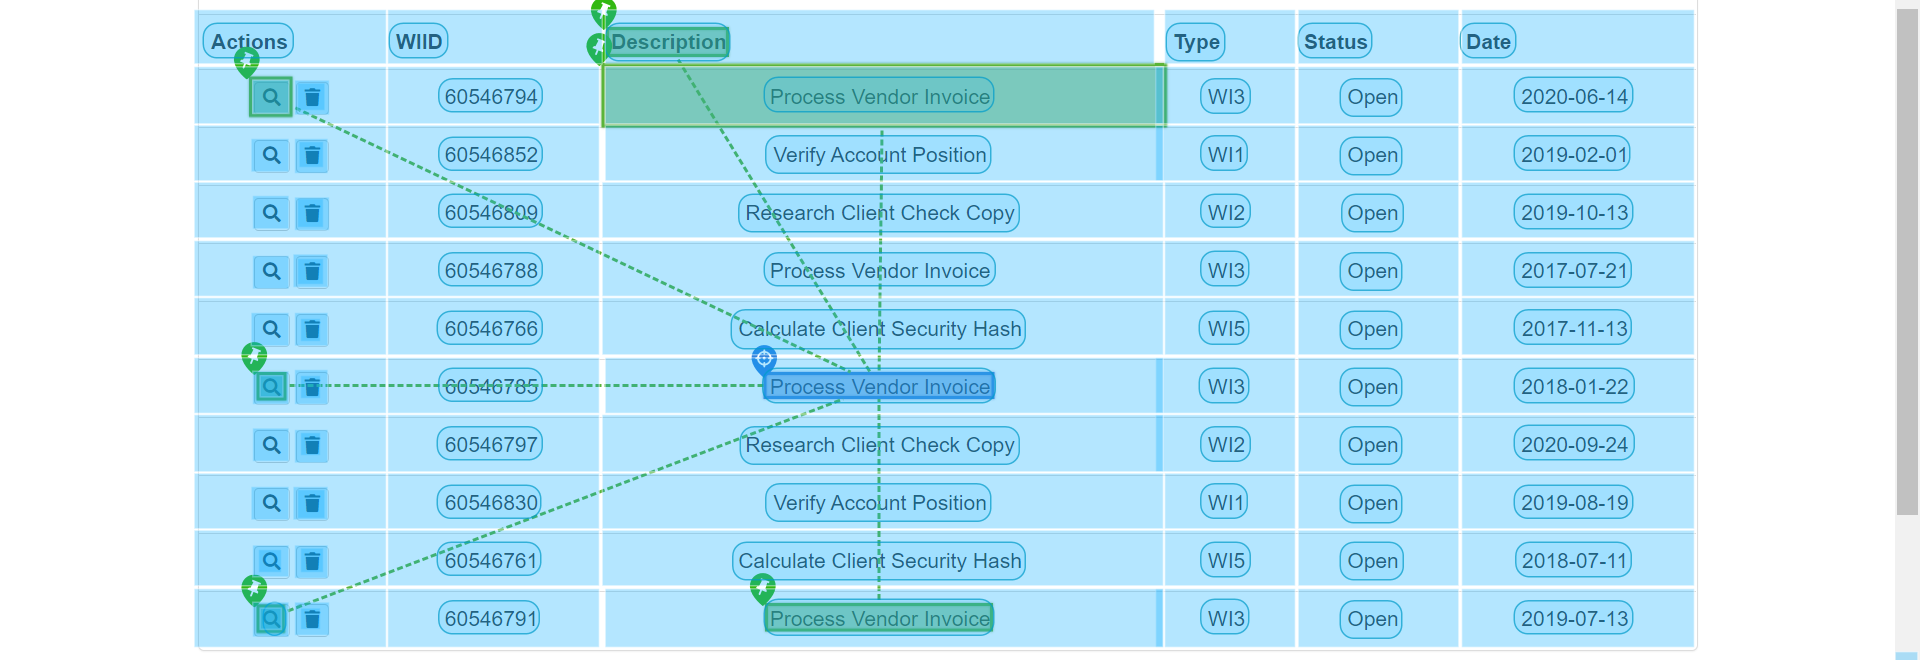 Actions WIID Description Type Status Date
60546794 Process Vendor Invoice WI3 Open 2020-06-14
60546852 Verify Account Position WI1 Open 2019-02-01
60546809 Research Client Check Copy WI2 Open 2019-10-13
60546788 Process Vendor Invoice WI3 Open 2017-07-21
60546766 Calculate Client Security Hash WI5 Open 2017-11-13
60546785 Process Vendor Invoice WI3 Open 2018-01-22
60546797 Research Client Check Copy WI2 Open 2020-09-24
60546830 Verify Account Position WI1 Open 2019-08-19
60546761 Calculate Client Security Hash WI5 Open 2018-07-11
60546791 Process Vendor Invoice WI3 Open 2019-07-13